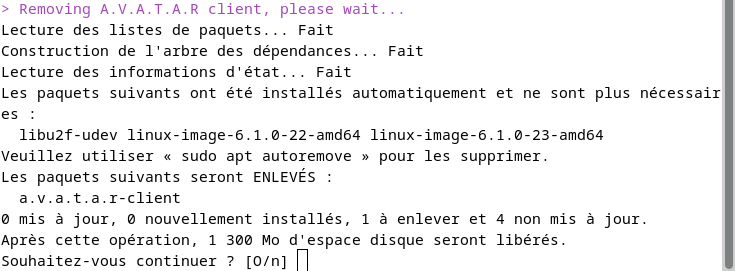 > Removing A.V.A.T.A.R client, please wait...
Lecture des listes de paquets... Fait
Construction de l'arbre des dépendances... Fait
Lecture des informations d'état... Fait
Les paquets suivants ont été installés automatiquement et ne sont plus nécessair
es :
  libu2f-udev linux-image-6.1.0-22-amd64 linux-image-6.1.0-23-amd64
Veuillez utiliser « sudo apt autoremove » pour les supprimer.
Les paquets suivants seront ENLEVÉS :
  a.v.a.t.a.r-client
0 mis à jour, 0 nouvellement installés, 1 à enlever et 4 non mis à jour.
Après cette opération, 1 300 Mo d'espace disque seront libérés.
Souhaitez-vous continuer ? [O/n]